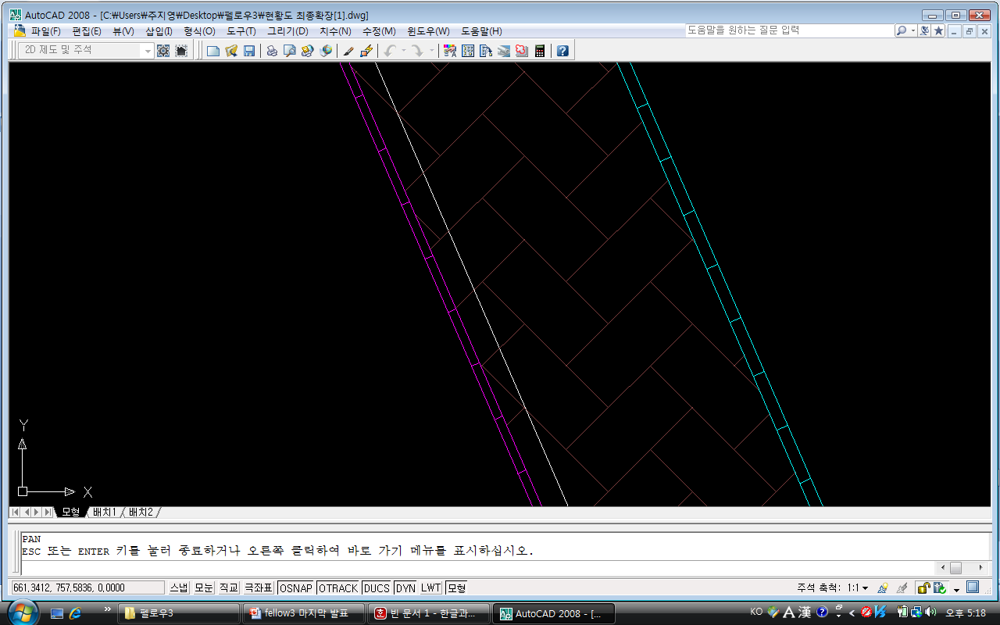 AutoCAD 2008 - [C:₩Users₩주지영₩Desktop₩펠로우3₩현황도 최종확장[1].dwg]
파일(F) 편집(E) 뷰(V) 삽입(I) 형식(O) 도구(T) 그리기(D) 치수(N) 수정(M) 윈도우(W) 도움말(H) 도움말을 원하는 질문 입력
2D 제도 및 주석
Y
X
모형 배치1 배치2
PAN
ESC 또는 ENTER 키를 눌러 종료하거나 오른쪽 클릭하여 바로 가기 메뉴를 표시하십시오.
661.3412, 757.5836, 0.0000 스냅 모눈 직교 극좌표 OSNAP OTRACK DUCS DYN LWT 모형 주석 축척: 1:1
펠로우3 fellow3 마지막 발표 빈 문서 1 - 한글과... AutoCAD 2008 - [... KO A 漢 오후 5:18